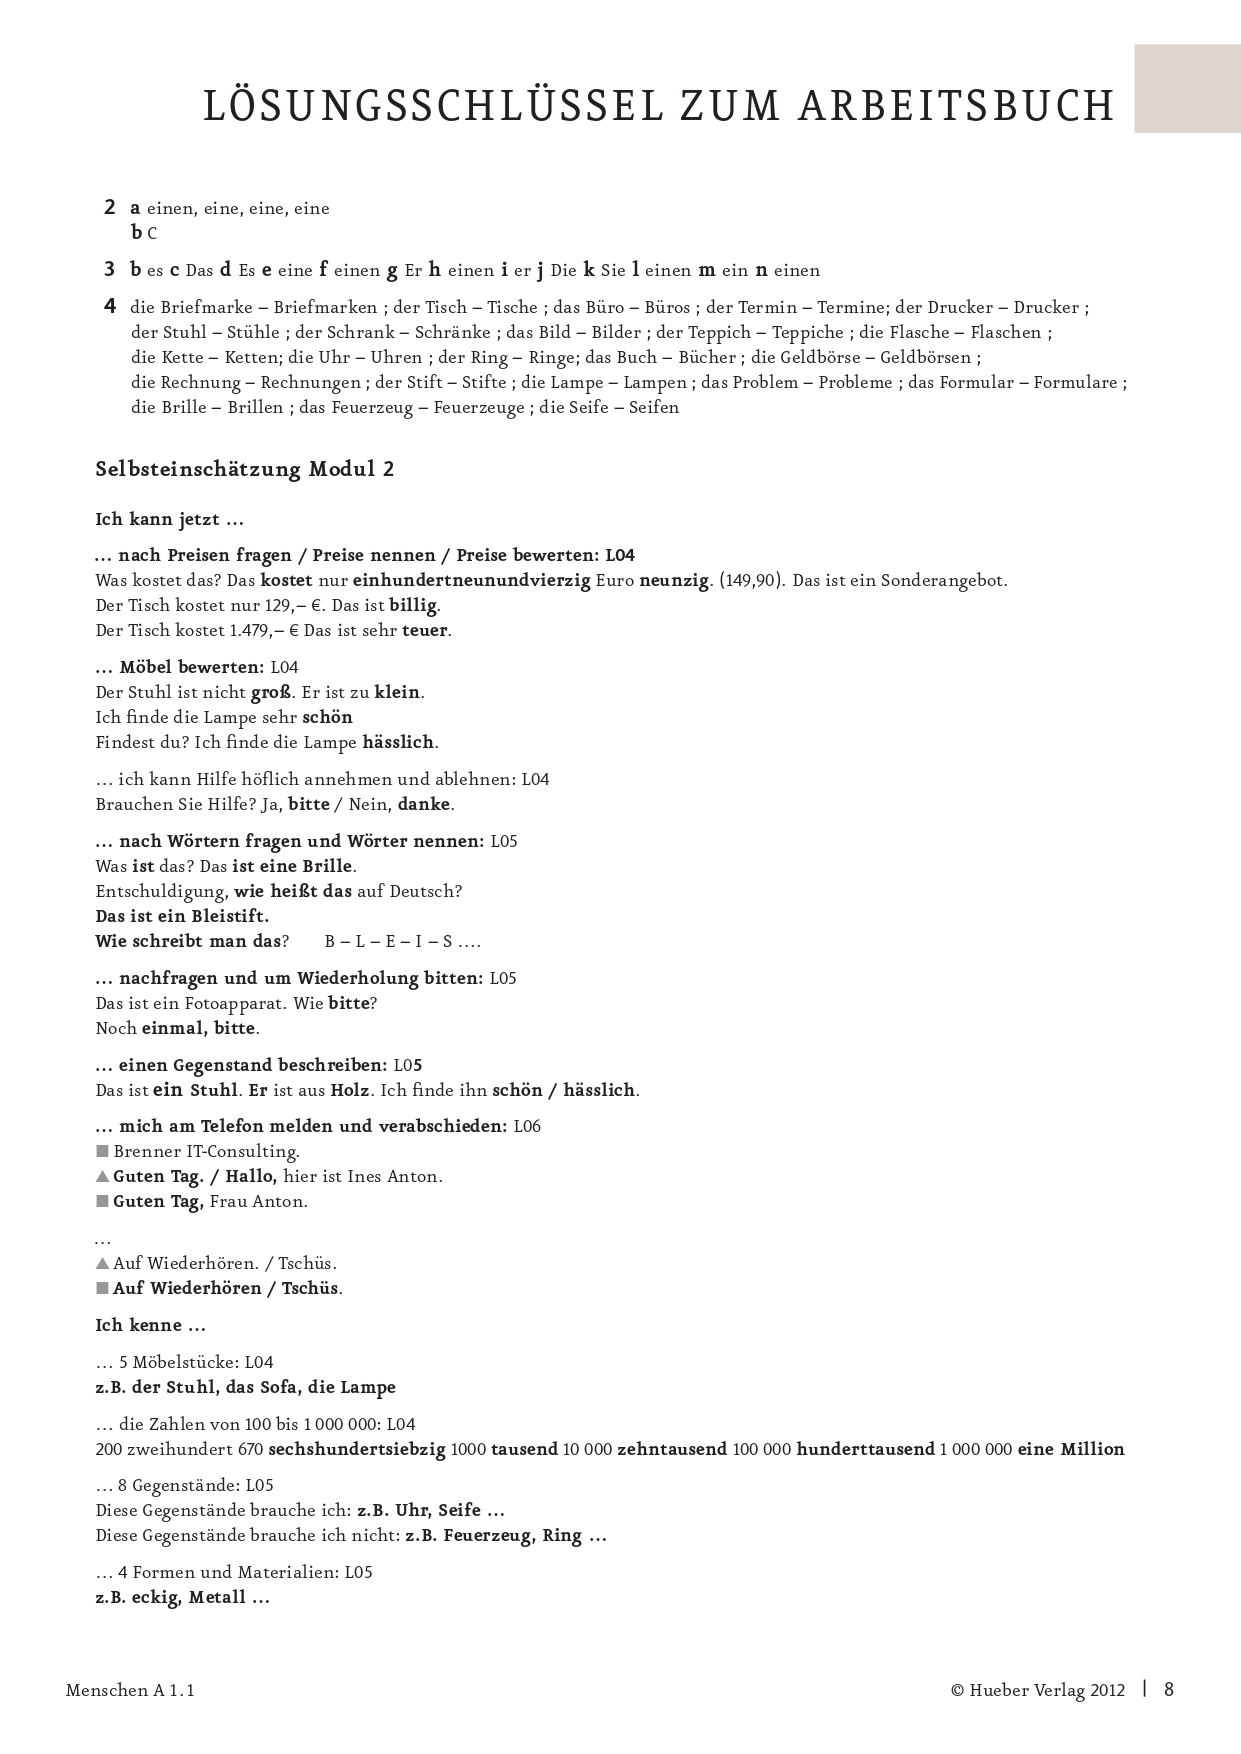 LÖSUNGSSCHLÜSSEL ZUM ARBEITSBUCH
2 a einen, eine, eine, eine
b C
3 b es c Das d Es e eine f einen g Er h einen i er j Die k Sie l einen m ein n einen
4 die Briefmarke – Briefmarken ; der Tisch – Tische ; das Büro – Büros ; der Termin – Termine; der Drucker – Drucker ;
der Stuhl – Stühle ; der Schrank – Schränke ; das Bild – Bilder ; der Teppich – Teppiche ; die Flasche – Flaschen ;
die Kette – Ketten; die Uhr – Uhren ; der Ring – Ringe; das Buch – Bücher ; die Geldbörse – Geldbörsen ;
die Rechnung – Rechnungen ; der Stift – Stifte ; die Lampe – Lampen ; das Problem – Probleme ; das Formular – Formulare ;
die Brille – Brillen ; das Feuerzeug – Feuerzeuge ; die Seife – Seifen
Selbsteinschätzung Modul 2
Ich kann jetzt …
… nach Preisen fragen / Preise nennen / Preise bewerten: L04
Was kostet das? Das kostet nur einhundertneunundvierzig Euro neunzig. (149,90). Das ist ein Sonderangebot.
Der Tisch kostet nur 129,– €. Das ist billig.
Der Tisch kostet 1.479,– € Das ist sehr teuer.
… Möbel bewerten: L04
Der Stuhl ist nicht groß. Er ist zu klein.
Ich finde die Lampe sehr schön
Findest du? Ich finde die Lampe hässlich.
… ich kann Hilfe höflich annehmen und ablehnen: L04
Brauchen Sie Hilfe? Ja, bitte / Nein, danke.
… nach Wörtern fragen und Wörter nennen: L05
Was ist das? Das ist eine Brille.
Entschuldigung, wie heißt das auf Deutsch?
Das ist ein Bleistift.
Wie schreibt man das? B – L – E – I – S ….
… nachfragen und um Wiederholung bitten: L05
Das ist ein Fotoapparat. Wie bitte?
Noch einmal, bitte.
… einen Gegenstand beschreiben: L05
Das ist ein Stuhl. Er ist aus Holz. Ich finde ihn schön / hässlich.
… mich am Telefon melden und verabschieden: L06
■ Brenner IT-Consulting.
▲ Guten Tag. / Hallo, hier ist Ines Anton.
■ Guten Tag, Frau Anton.
…
▲ Auf Wiederhören. / Tschüs.
■ Auf Wiederhören / Tschüs.
Ich kenne …
… 5 Möbelstücke: L04
z.B. der Stuhl, das Sofa, die Lampe
… die Zahlen von 100 bis 1 000 000: L04
200 zweihundert 670 sechshundertsiebzig 1000 tausend 10 000 zehntausend 100 000 hunderttausend 1 000 000 eine Million
… 8 Gegenstände: L05
Diese Gegenstände brauche ich: z.B. Uhr, Seife …
Diese Gegenstände brauche ich nicht: z.B. Feuerzeug, Ring …
… 4 Formen und Materialien: L05
z.B. eckig, Metall …
Menschen A 1.1 © Hueber Verlag 2012 | 8